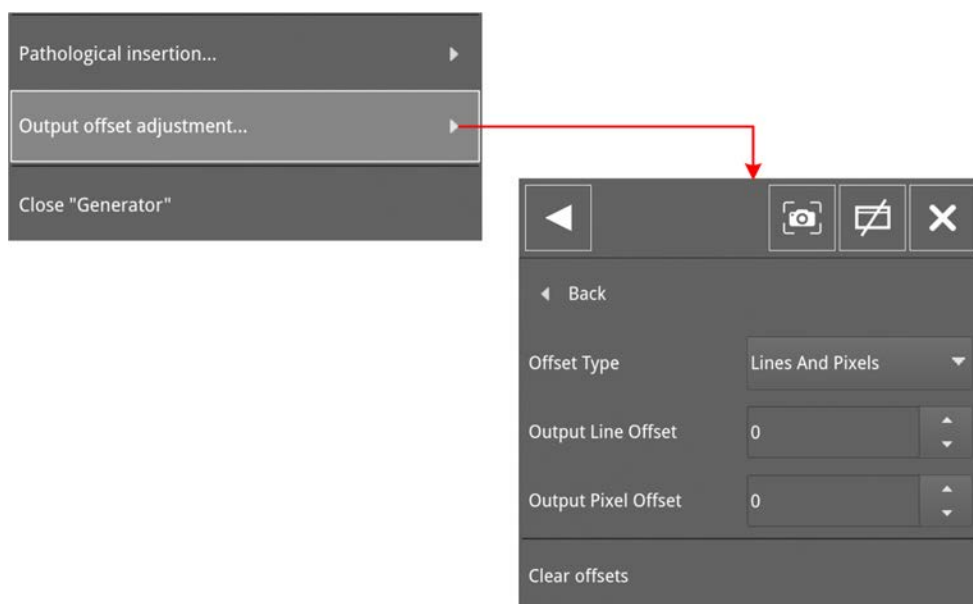 Pathological insertion...
Output offset adjustment...
Close "Generator"
Back
Offset Type Lines And Pixels
Output Line Offset 0
Output Pixel Offset 0
Clear offsets